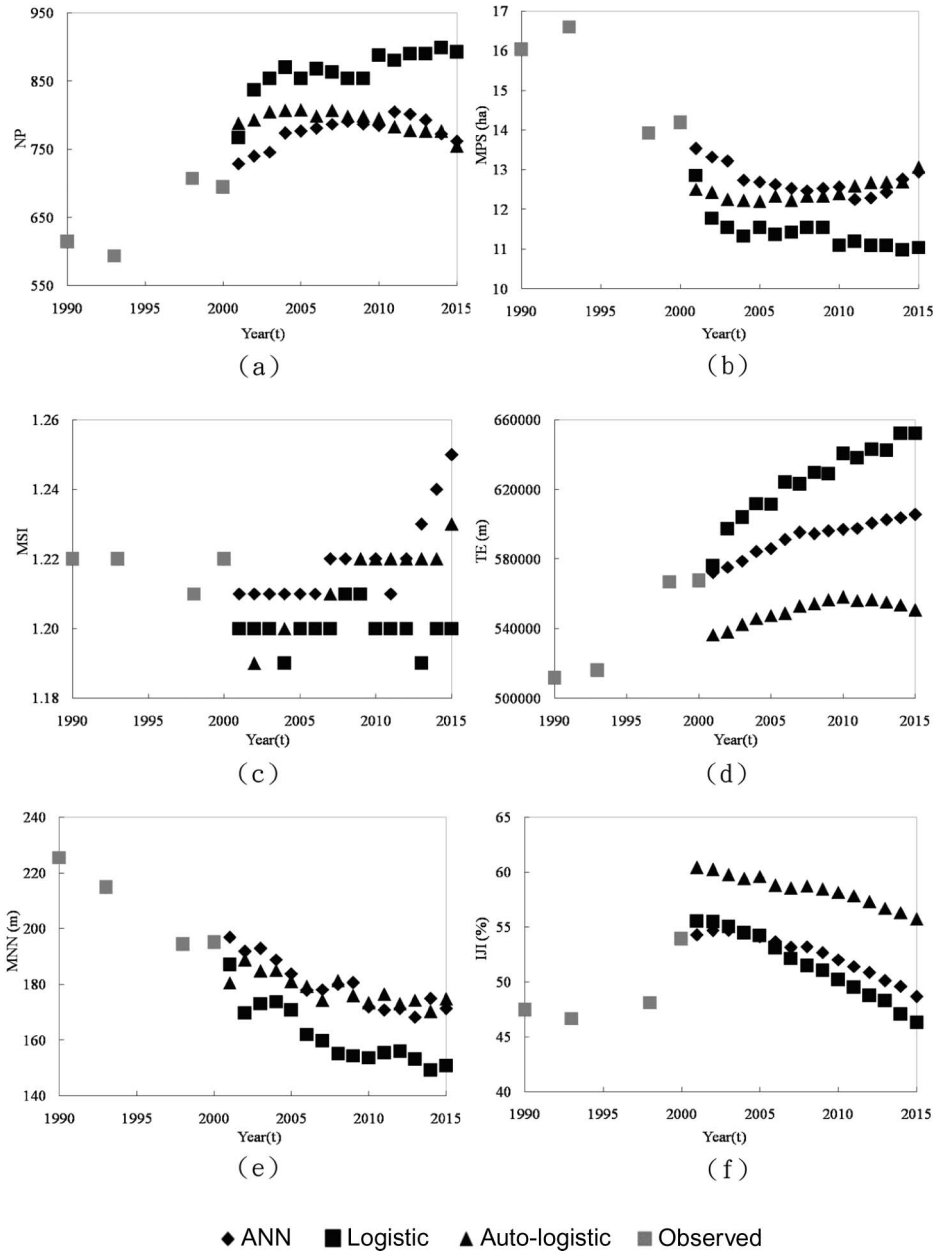 950
850
750
650
550
NP
1990 1995 2000 2005 2010 2015
Year(t)
(a)
17
16
15
14
13
12
11
10
MPS (ha)
1990 1995 2000 2005 2010 2015
Year(t)
(b)
1.26
1.24
1.22
1.20
1.18
MSI
1990 1995 2000 2005 2010 2015
Year(t)
(c)
660000
620000
580000
540000
500000
TE (m)
1990 1995 2000 2005 2010 2015
Year(t)
(d)
240
220
200
180
160
140
MNN (m)
1990 1995 2000 2005 2010 2015
Year(t)
(e)
65
60
55
50
45
40
IJI (%)
1990 1995 2000 2005 2010 2015
Year(t)
(f)
ANN Logistic Auto-logistic Observed